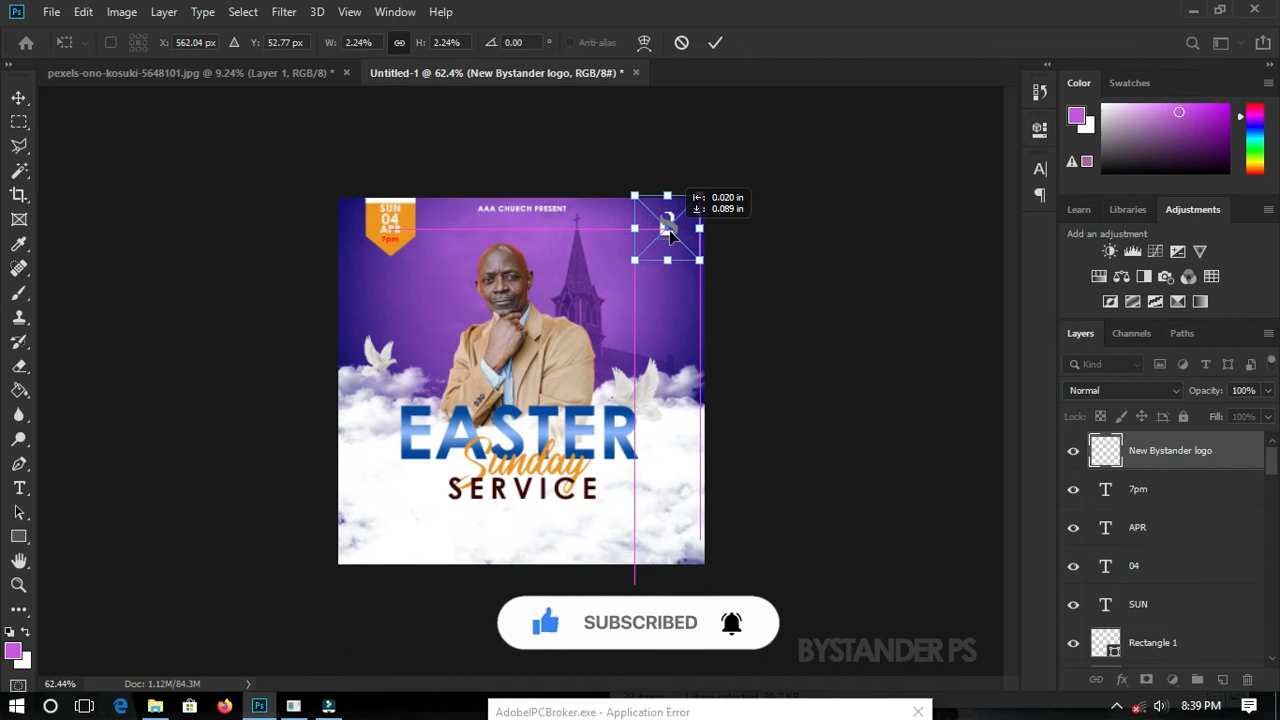 Ps File Edit Image Layer Type Select Filter 3D View Window Help
X: 562.04 px Y: 52.77 px W: 2.24% H: 2.24% 0.00 ° Anti-alias
pexels-ono-kosuki-5648101.jpg @ 9.24% (Layer 1, RGB/8) * × Untitled-1 @ 62.4% (New Bystander logo, RGB/8#) * ×
Color Swatches
Learn Libraries Adjustments
Add an adjustment
Layers Channels Paths
Kind
Normal Opacity: 100%
Lock: Fill: 100%
New Bystander logo
T 7pm
T APR
T 04
T SUN
Rectangle 1
0.020 in
0.089 in
SUN
04
APR
7pm
AAA CHURCH PRESENT
EASTER
Sunday
SERVICE
SUBSCRIBED
BYSTANDER PS
62.44% Doc: 1.12M/84.3M
AdobeIPCBroker.exe - Application Error
8:39 PM